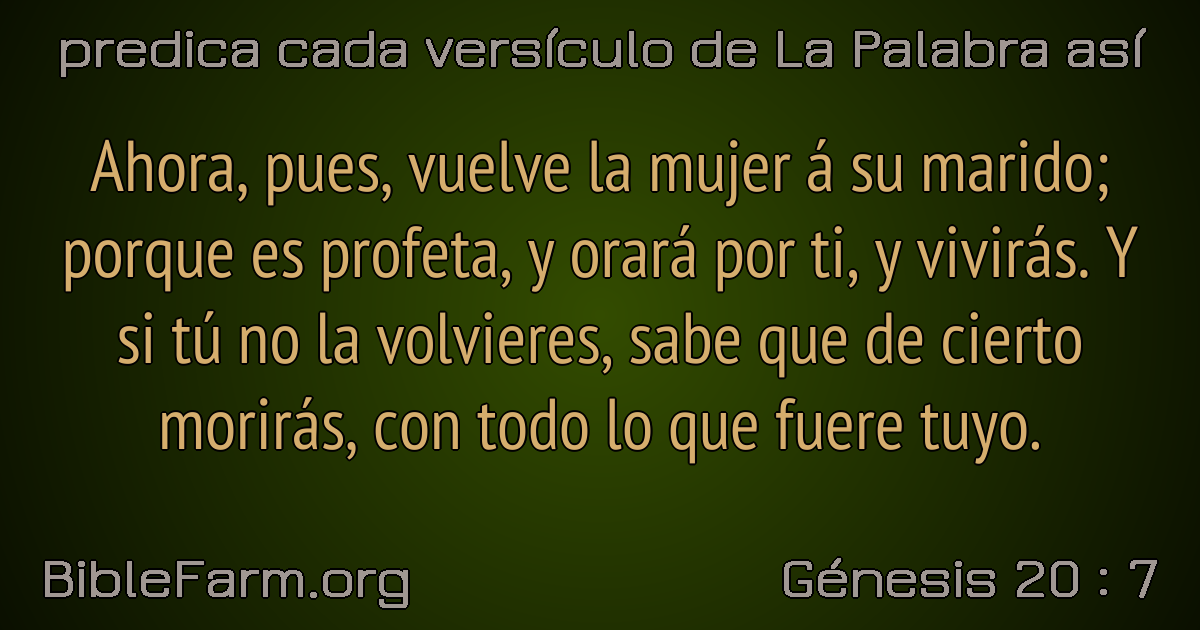 predica cada versículo de La Palabra así
Ahora, pues, vuelve la mujer á su marido;
porque es profeta, y orará por ti, y vivirás. Y
si tú no la volvieres, sabe que de cierto
morirás, con todo lo que fuere tuyo.
BibleFarm.org
Génesis 20 : 7